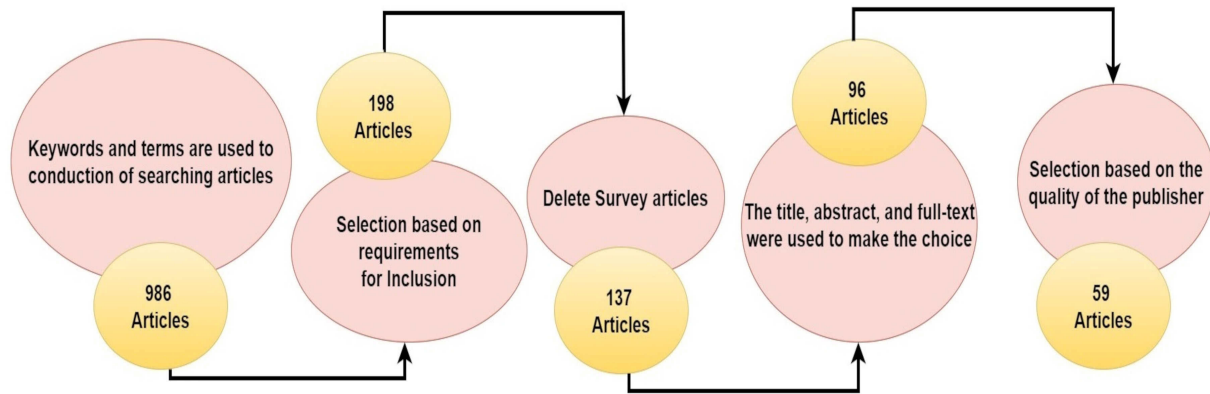 Keywords and terms are used to
conduction of searching articles
986
Articles
198
Articles
Selection based on
requirements
for Inclusion
Delete Survey articles
137
Articles
96
Articles
The title, abstract, and full-text
were used to make the choice
Selection based on the
quality of the publisher
59
Articles